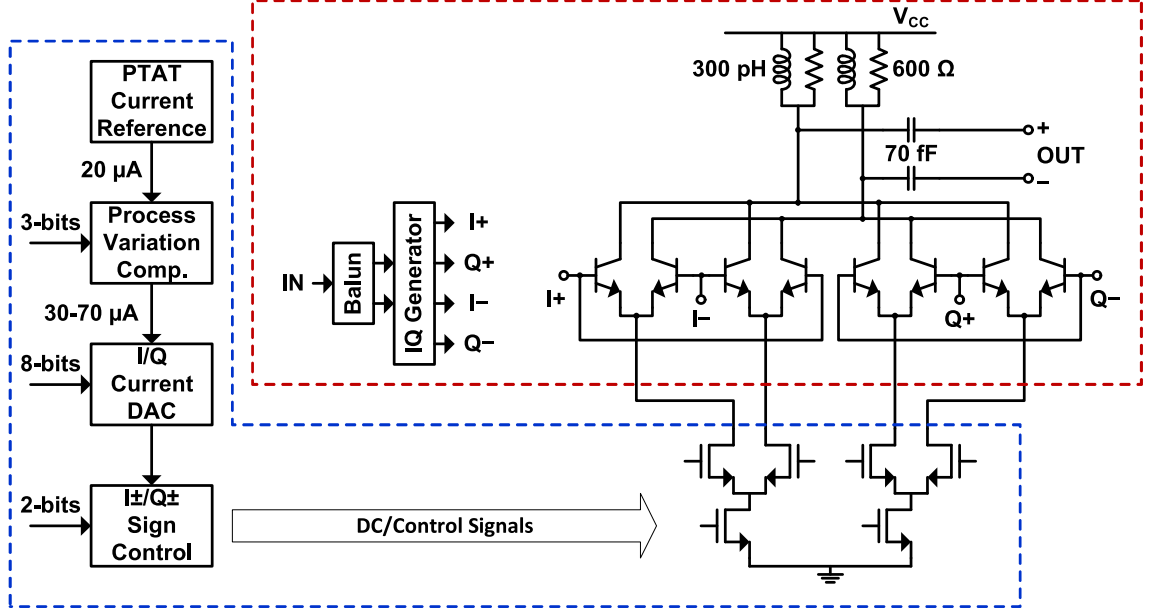 PTAT
Current
Reference
20 µA
3-bits
Process
Variation
Comp.
30-70 µA
8-bits
I/Q
Current
DAC
2-bits
I±/Q±
Sign
Control
DC/Control Signals
IN
Balun
IQ Generator
I+
Q+
I−
Q−
VCC
300 pH
600 Ω
70 fF
+
OUT
−
I+
I−
Q+
Q−